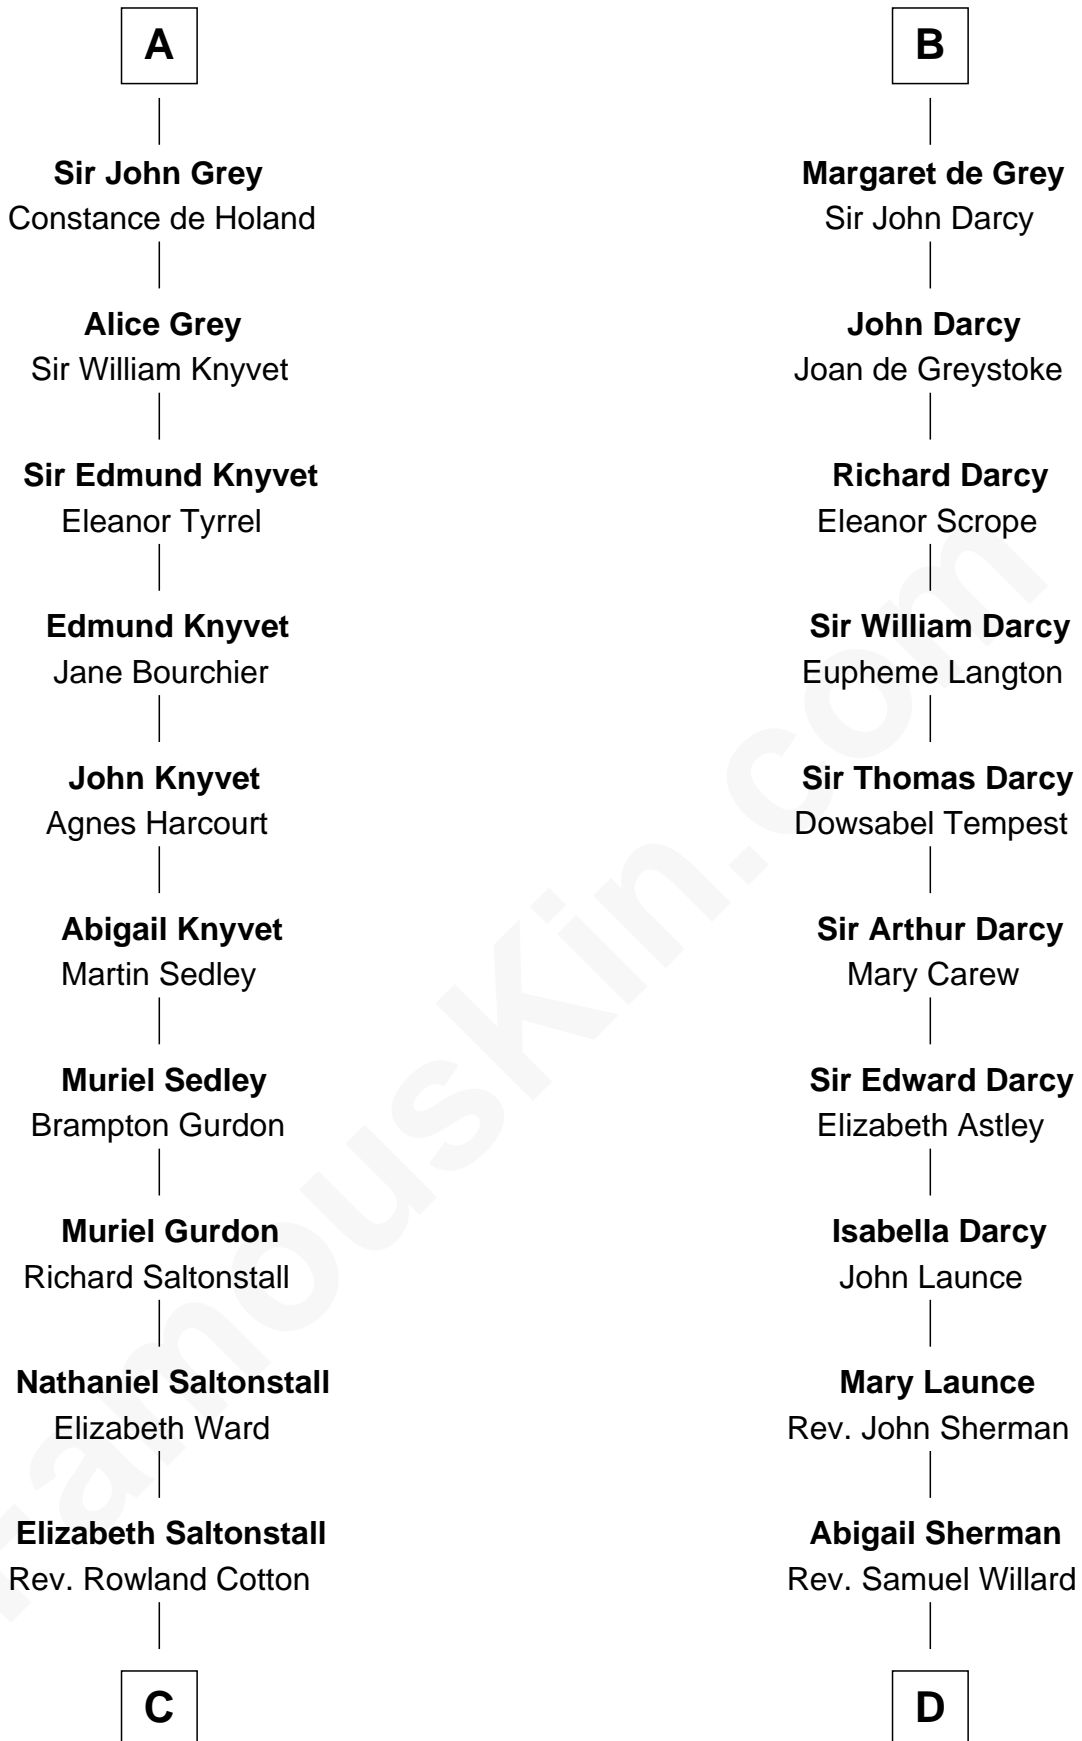 A
Sir John Grey
Constance de Holand
Alice Grey
Sir William Knyvet
Sir Edmund Knyvet
Eleanor Tyrrel
Edmund Knyvet
Jane Bourchier
John Knyvet
Agnes Harcourt
Abigail Knyvet
Martin Sedley
Muriel Sedley
Brampton Gurdon
Muriel Gurdon
Richard Saltonstall
Nathaniel Saltonstall
Elizabeth Ward
Elizabeth Saltonstall
Rev. Rowland Cotton
C
B
Margaret de Grey
Sir John Darcy
John Darcy
Joan de Greystoke
Richard Darcy
Eleanor Scrope
Sir William Darcy
Eupheme Langton
Sir Thomas Darcy
Dowsabel Tempest
Sir Arthur Darcy
Mary Carew
Sir Edward Darcy
Elizabeth Astley
Isabella Darcy
John Launce
Mary Launce
Rev. John Sherman
Abigail Sherman
Rev. Samuel Willard
D
FamousKin.com